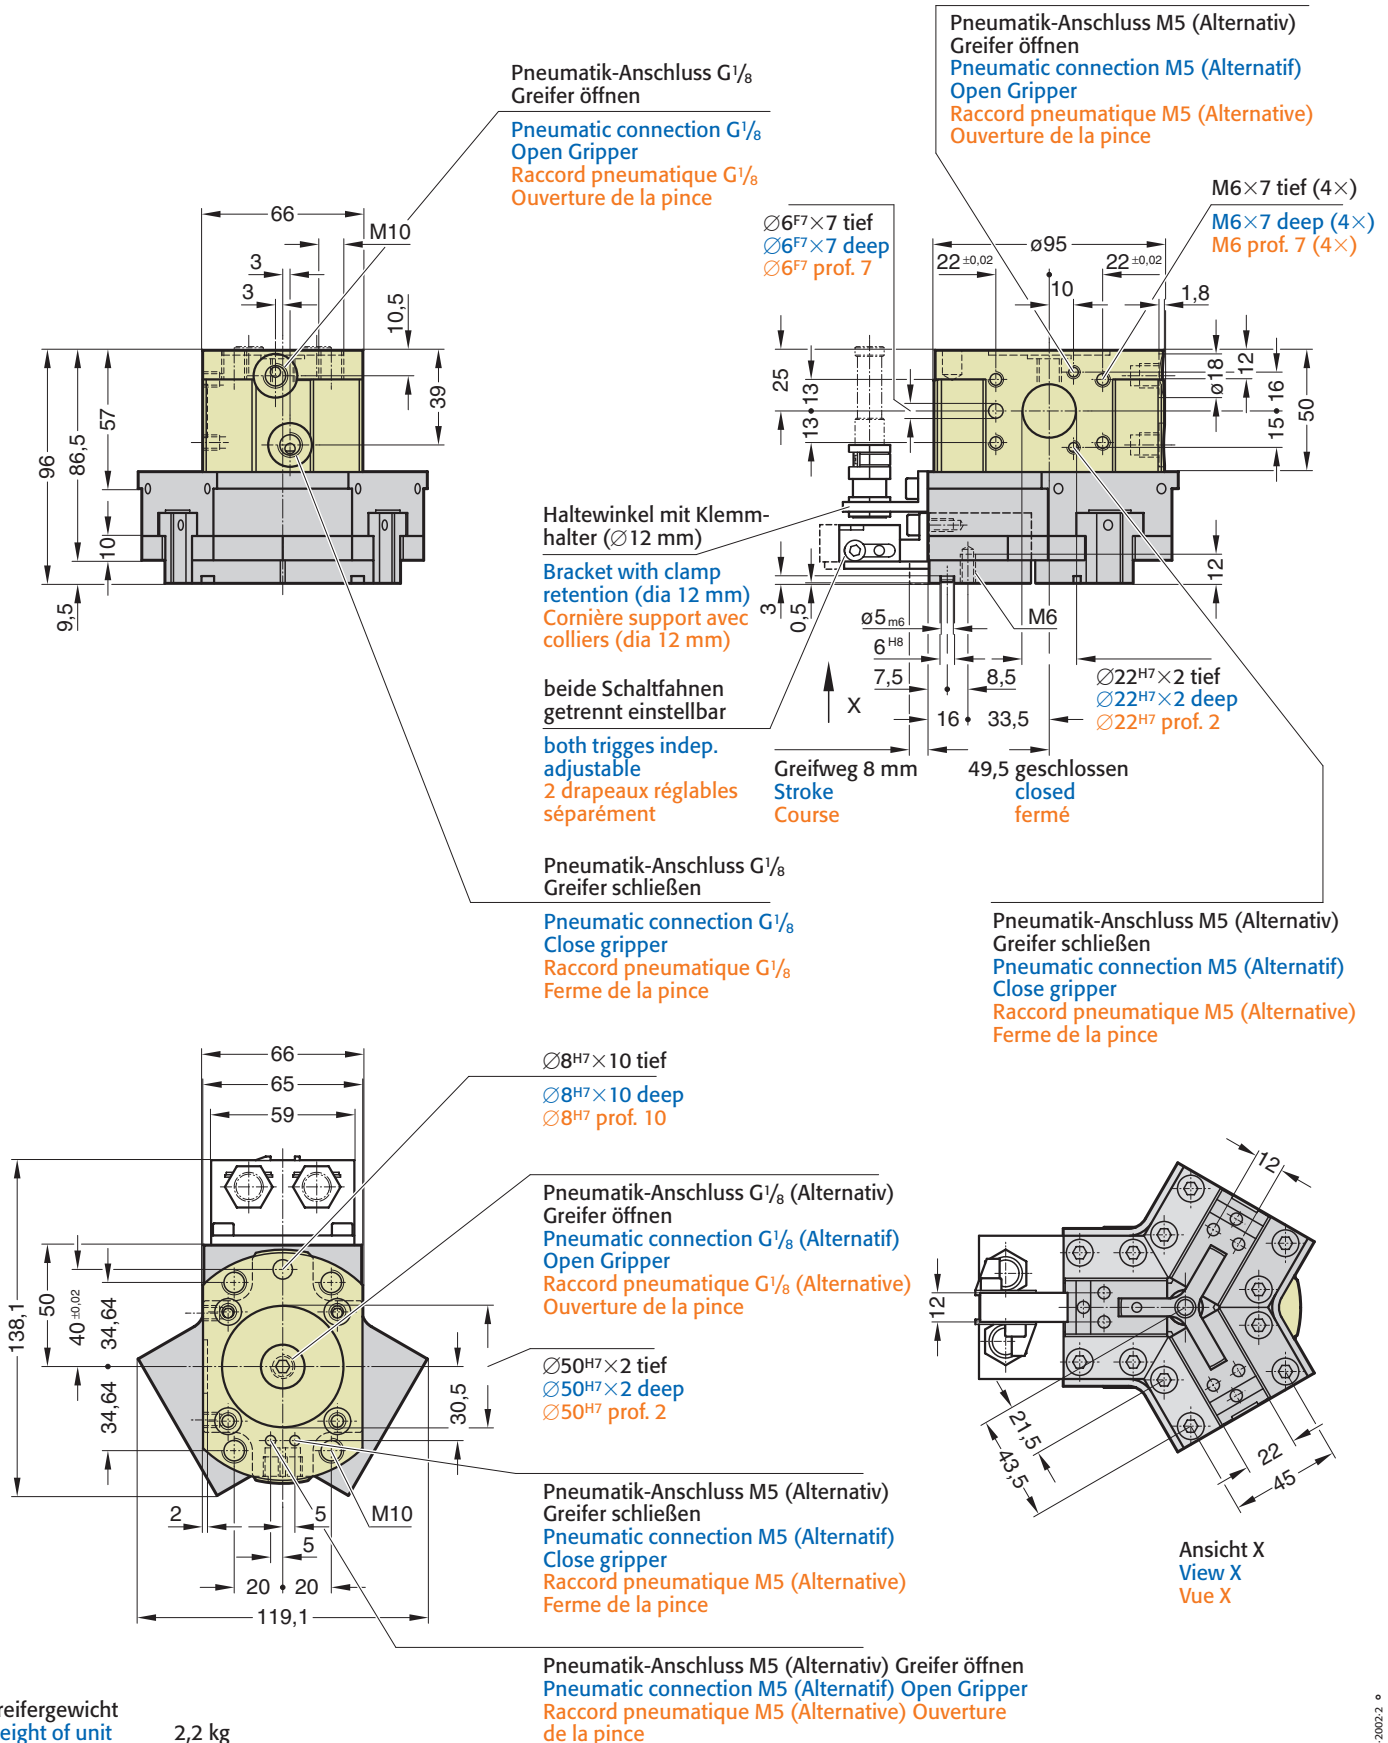 Pneumatik-Anschluss M5 (Alternativ)
Greifer öffnen
Pneumatic connection M5 (Alternatif)
Open Gripper
Raccord pneumatique M5 (Alternative)
Ouverture de la pince
Pneumatik-Anschluss G1/8
Greifer öffnen
Pneumatic connection G1/8
Open Gripper
Raccord pneumatique G1/8
Ouverture de la pince
M6×7 tief (4×)
M6×7 deep (4×)
M6 prof. 7 (4×)
∅6F7×7 tief
∅6F7×7 deep
∅6F7 prof. 7
66
M10
3
3
10,5
39
57
86,5
96
10
9,5
ø95
22 ±0,02
22 ±0,02
10
1,8
25
13
13
ø18
12
16
15
50
12
3
0,5
ø5 m6
6 H8
7,5
8,5
M6
16
33,5
X
Haltewinkel mit Klemm-
halter (∅12 mm)
Bracket with clamp
retention (dia 12 mm)
Cornière support avec
colliers (dia 12 mm)
beide Schaltfahnen
getrennt einstellbar
both trigges indep.
adjustable
2 drapeaux réglables
séparément
∅22H7×2 tief
∅22H7×2 deep
∅22H7 prof. 2
Greifweg 8 mm
Stroke
Course
49,5 geschlossen
closed
fermé
Pneumatik-Anschluss G1/8
Greifer schließen
Pneumatic connection G1/8
Close gripper
Raccord pneumatique G1/8
Ferme de la pince
Pneumatik-Anschluss M5 (Alternativ)
Greifer schließen
Pneumatic connection M5 (Alternatif)
Close gripper
Raccord pneumatique M5 (Alternative)
Ferme de la pince
66
65
59
138,1
50
40 ±0,02
34,64
34,64
30,5
2
5
5
M10
20
20
119,1
∅8H7×10 tief
∅8H7×10 deep
∅8H7 prof. 10
Pneumatik-Anschluss G1/8 (Alternativ)
Greifer öffnen
Pneumatic connection G1/8 (Alternatif)
Open Gripper
Raccord pneumatique G1/8 (Alternative)
Ouverture de la pince
∅50H7×2 tief
∅50H7×2 deep
∅50H7 prof. 2
Pneumatik-Anschluss M5 (Alternativ)
Greifer schließen
Pneumatic connection M5 (Alternatif)
Close gripper
Raccord pneumatique M5 (Alternative)
Ferme de la pince
12
12
21,5
43,5
22
45
Ansicht X
View X
Vue X
Pneumatik-Anschluss M5 (Alternativ) Greifer öffnen
Pneumatic connection M5 (Alternatif) Open Gripper
Raccord pneumatique M5 (Alternative) Ouverture
de la pince
reifergewicht
eight of unit
2,2 kg
2002·2